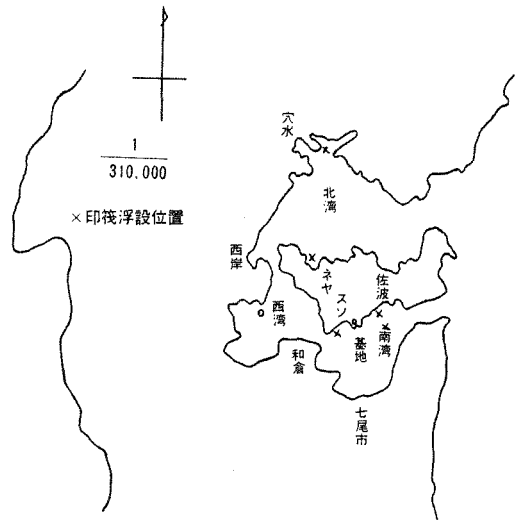 穴水
1
310,000
×印筏浮設位置
北湾
西岸
ネヤ
佐波
スソ
西湾
南湾
基地
和倉
七尾市